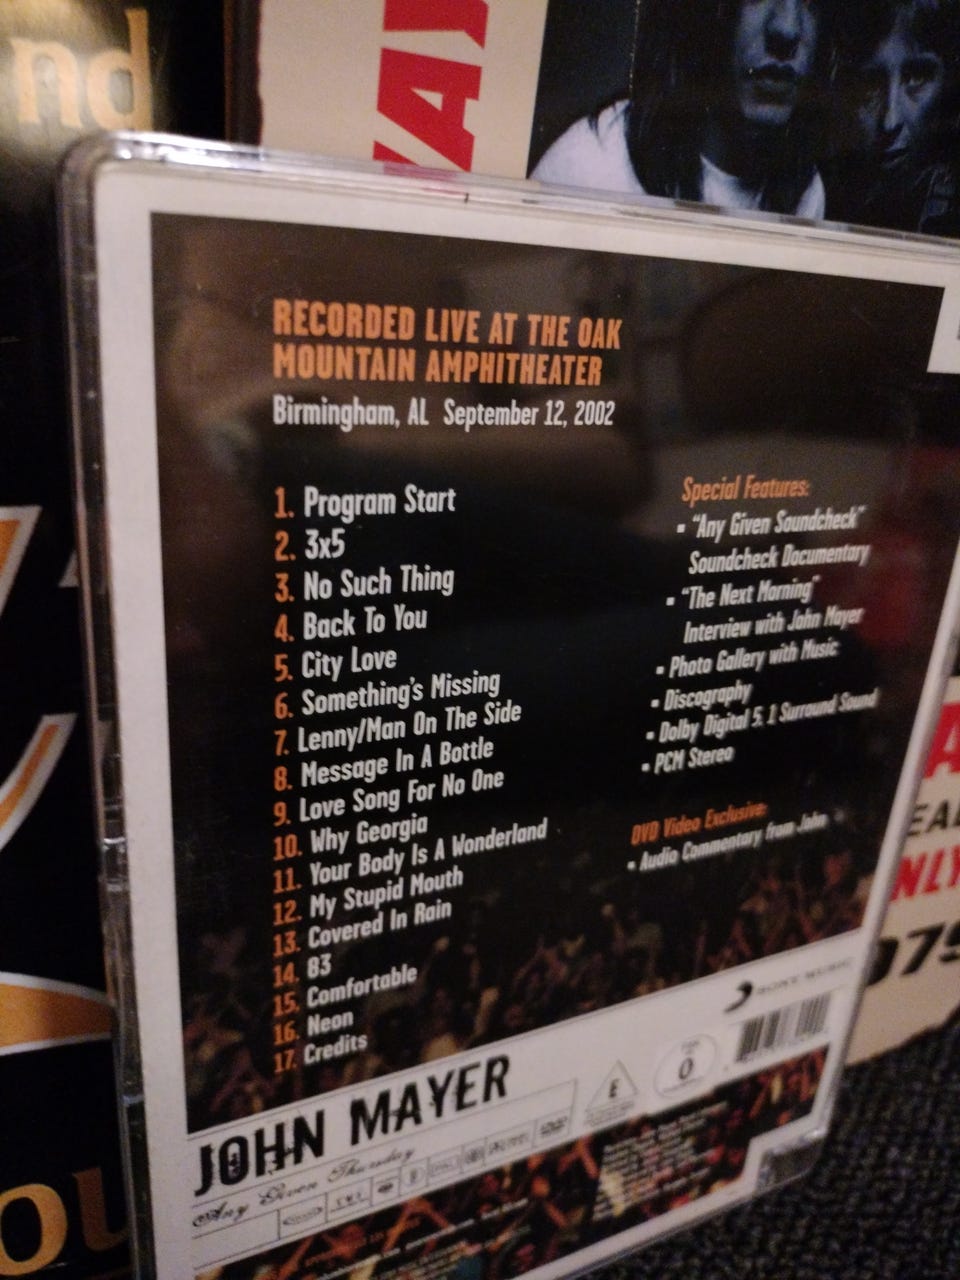 nd
RECORDED LIVE AT THE OAK
MOUNTAIN AMPHITHEATER
Birmingham, AL September 12, 2002
1. Program Start
2. 3x5
3. No Such Thing
4. Back To You
5. City Love
6. Something's Missing
7. Lenny/Man On The Side
8. Message In A Bottle
9. Love Song For No One
10. Why Georgia
11. Your Body Is A Wonderland
12. My Stupid Mouth
13. Covered In Rain
14. 83
15. Comfortable
16. Neon
17. Credits
Special Features:
▪ "Any Given Soundcheck"
Soundcheck Documentary
▪ "The Next Morning"
Interview with John Mayer
▪ Photo Gallery with Music
▪ Discography
▪ Dolby Digital 5.1 Surround Sound
▪ PCM Stereo
DVD Video Exclusive:
▪ Audio Commentary from John
SONY MUSIC
E
0
JOHN MAYER
Any Given Thursday
ou